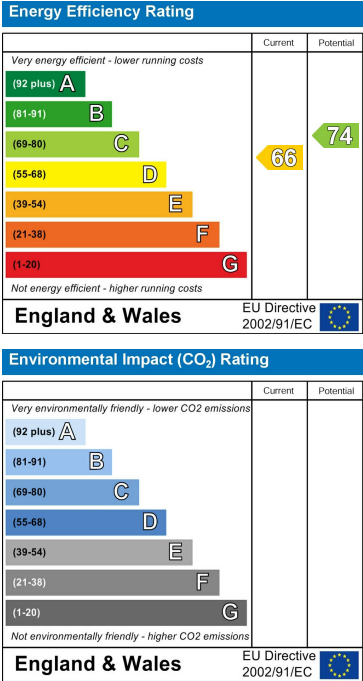 Energy Efficiency Rating
Current Potential
Very energy efficient - lower running costs
(92 plus) A
(81-91) B
(69-80) C
(55-68) D
(39-54) E
(21-38) F
(1-20) G
66
74
Not energy efficient - higher running costs
England & Wales
EU Directive
2002/91/EC
Environmental Impact (CO₂) Rating
Current Potential
Very environmentally friendly - lower CO2 emissions
(92 plus) A
(81-91) B
(69-80) C
(55-68) D
(39-54) E
(21-38) F
(1-20) G
Not environmentally friendly - higher CO2 emissions
England & Wales
EU Directive
2002/91/EC